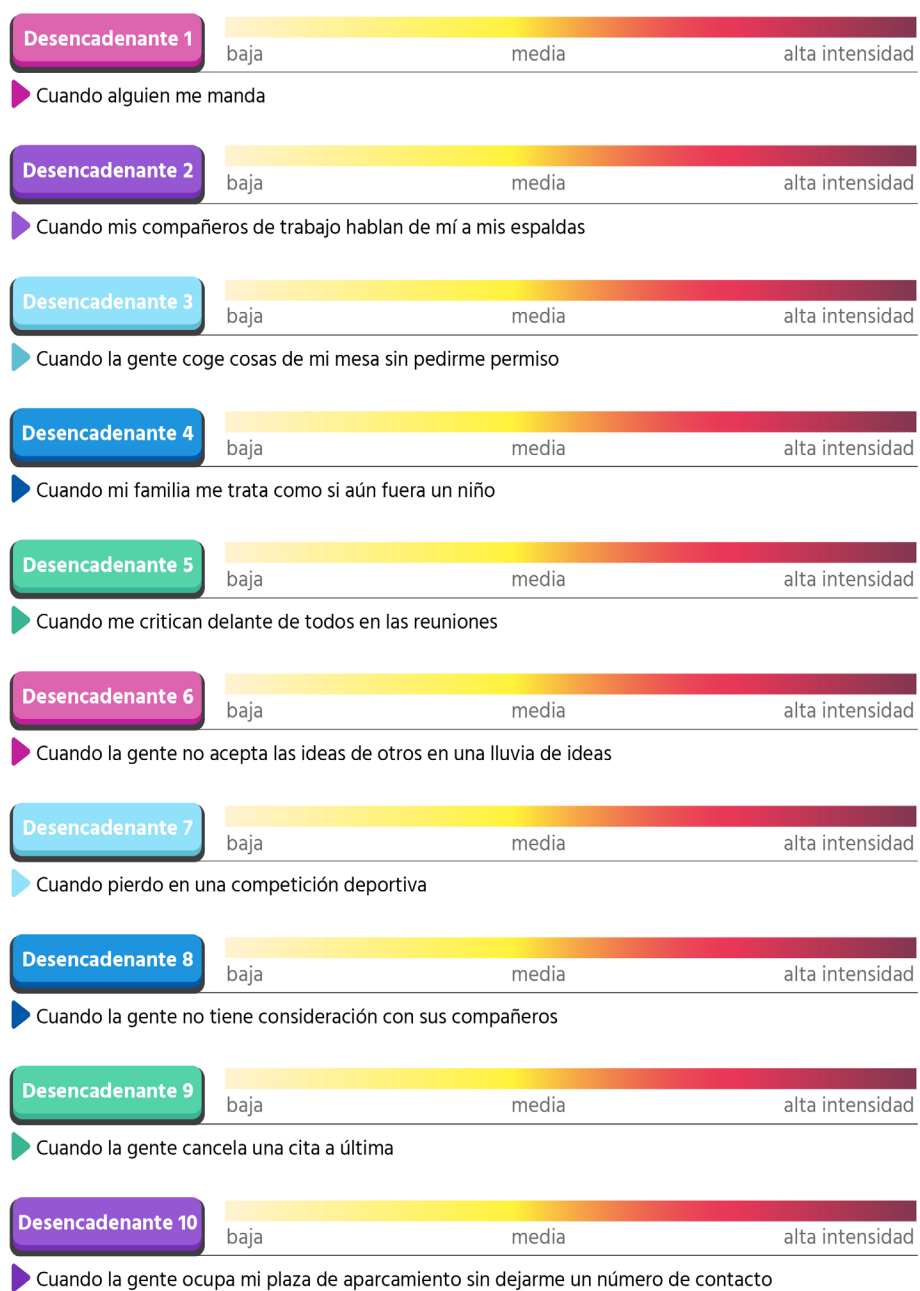 Desencadenante 1
baja media alta intensidad
Cuando alguien me manda
Desencadenante 2
baja media alta intensidad
Cuando mis compañeros de trabajo hablan de mí a mis espaldas
Desencadenante 3
baja media alta intensidad
Cuando la gente coge cosas de mi mesa sin pedirme permiso
Desencadenante 4
baja media alta intensidad
Cuando mi familia me trata como si aún fuera un niño
Desencadenante 5
baja media alta intensidad
Cuando me critican delante de todos en las reuniones
Desencadenante 6
baja media alta intensidad
Cuando la gente no acepta las ideas de otros en una lluvia de ideas
Desencadenante 7
baja media alta intensidad
Cuando pierdo en una competición deportiva
Desencadenante 8
baja media alta intensidad
Cuando la gente no tiene consideración con sus compañeros
Desencadenante 9
baja media alta intensidad
Cuando la gente cancela una cita a última
Desencadenante 10
baja media alta intensidad
Cuando la gente ocupa mi plaza de aparcamiento sin dejarme un número de contacto